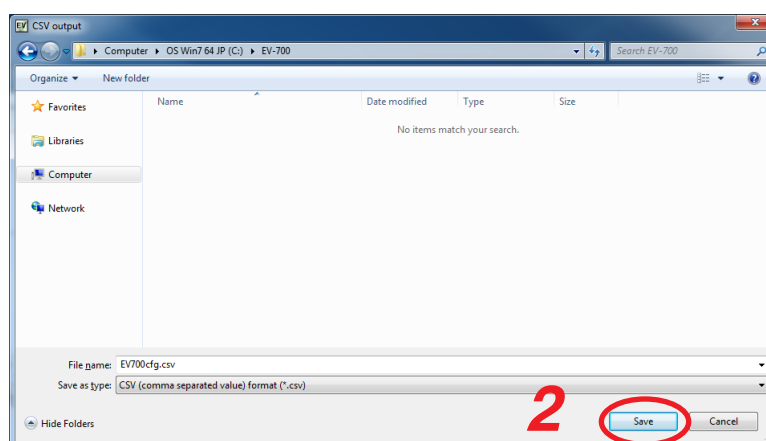 EV CSV output
Computer ▸ OS Win7 64 JP (C:) ▸ EV-700
Search EV-700
Organize ▾ New folder
Favorites
Libraries
Computer
Network
Name Date modified Type Size
No items match your search.
File name: EV700cfg.csv
Save as type: CSV (comma separated value) format (*.csv)
Hide Folders
2
Save Cancel